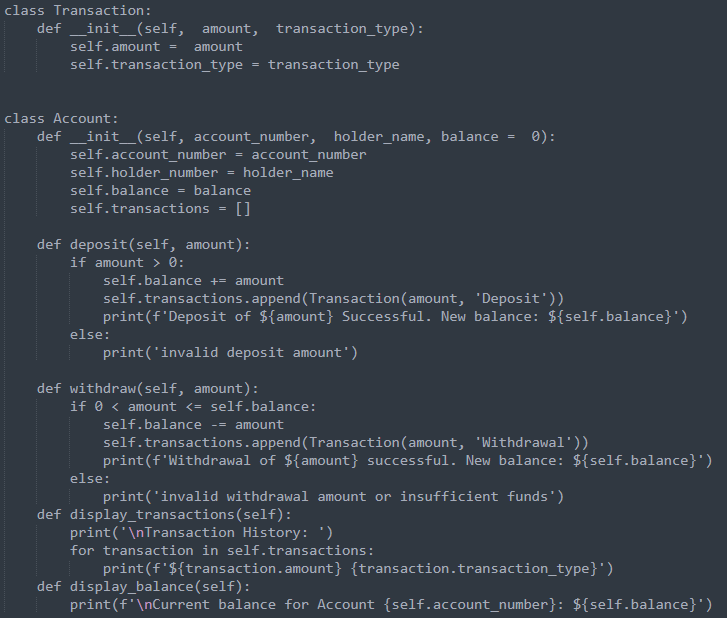 class Transaction:
    def __init__(self,  amount,  transaction_type):
        self.amount =  amount
        self.transaction_type = transaction_type
class Account:
    def __init__(self, account_number,  holder_name, balance =  0):
        self.account_number = account_number
        self.holder_number = holder_name
        self.balance = balance
        self.transactions = []
    def deposit(self, amount):
        if amount > 0:
            self.balance += amount
            self.transactions.append(Transaction(amount, 'Deposit'))
            print(f'Deposit of ${amount} Successful. New balance: ${self.balance}')
        else:
            print('invalid deposit amount')
    def withdraw(self, amount):
        if 0 < amount <= self.balance:
            self.balance -= amount
            self.transactions.append(Transaction(amount, 'Withdrawal'))
            print(f'Withdrawal of ${amount} successful. New balance: ${self.balance}')
        else:
            print('invalid withdrawal amount or insufficient funds')
    def display_transactions(self):
        print('\nTransaction History: ')
        for transaction in self.transactions:
            print(f'${transaction.amount} {transaction.transaction_type}')
    def display_balance(self):
        print(f'\nCurrent balance for Account {self.account_number}: ${self.balance}')